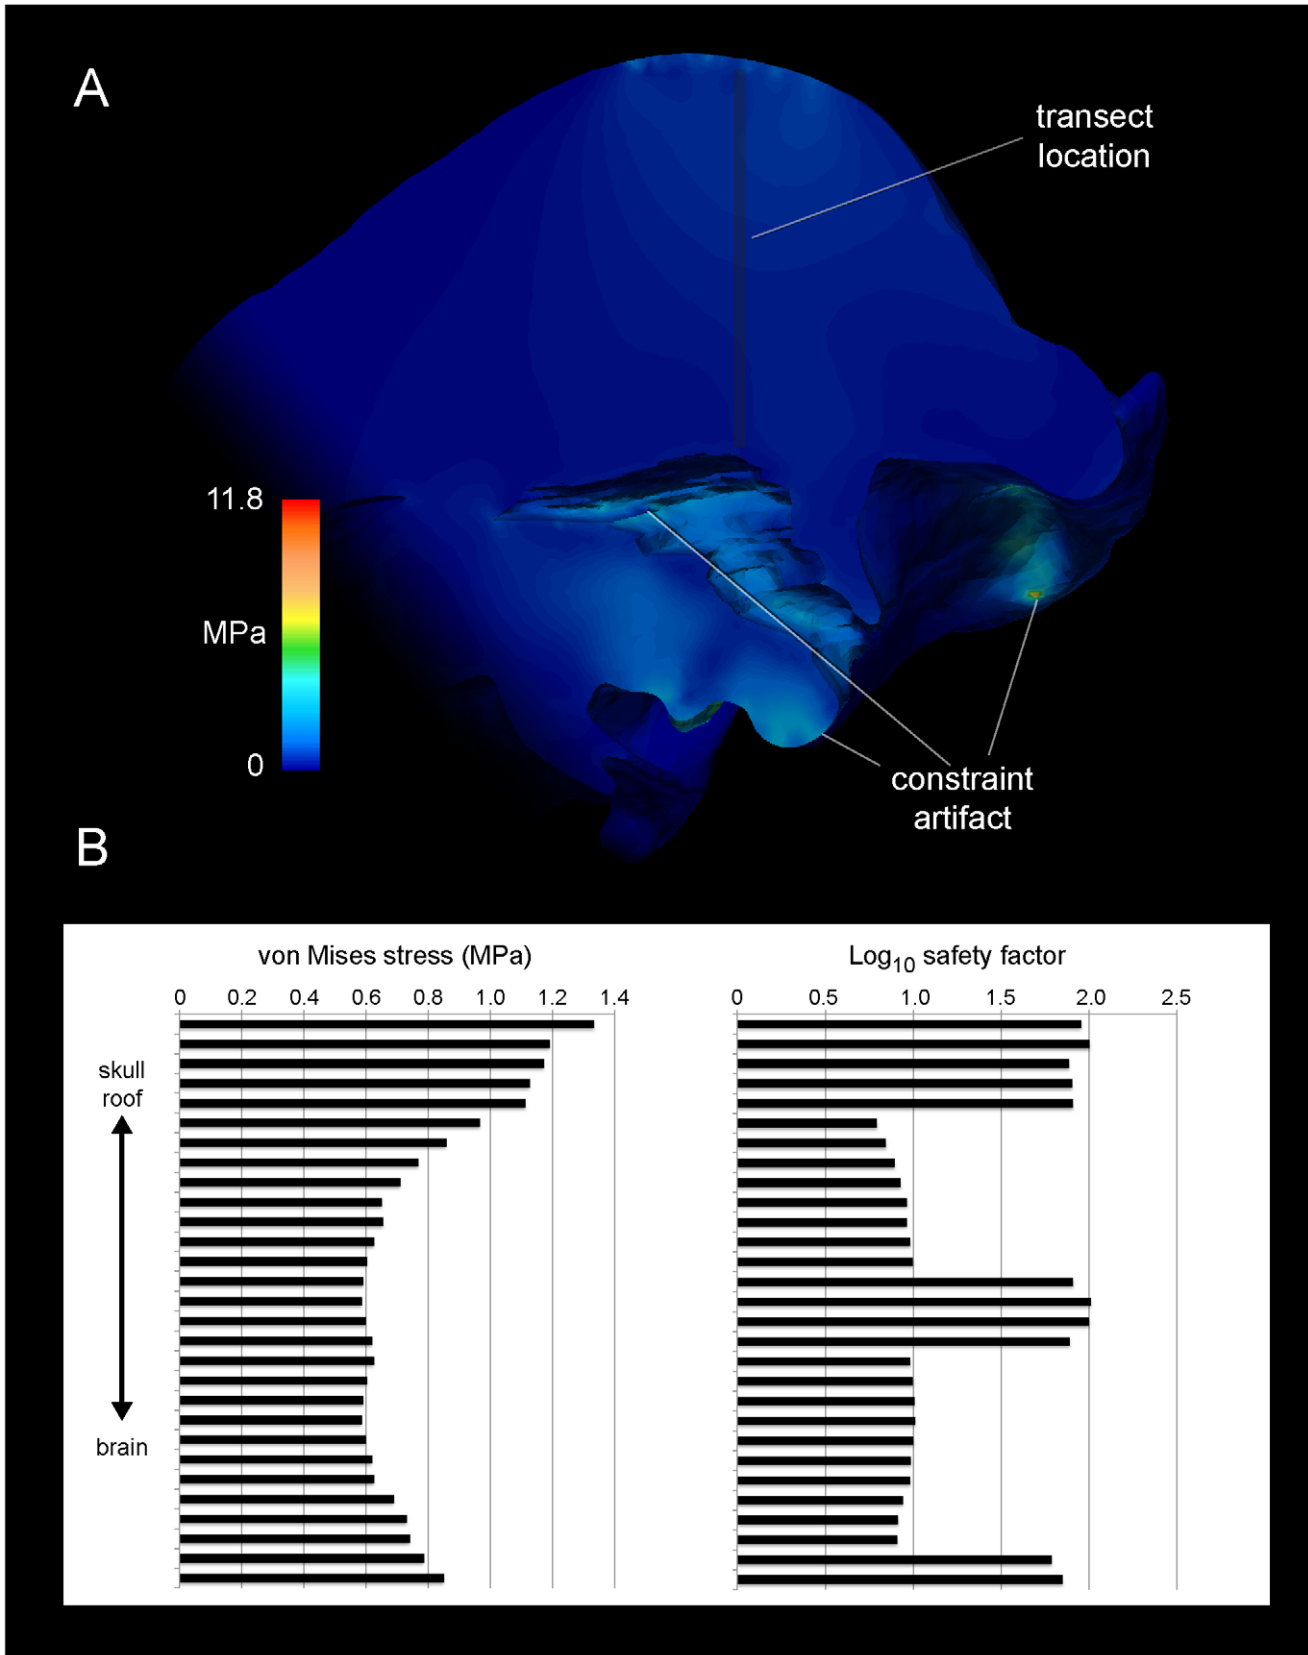 A
transect
location
11.8
MPa
0
constraint
artifact
B
von Mises stress (MPa)
0 0.2 0.4 0.6 0.8 1.0 1.2 1.4
skull
roof
brain
Log10 safety factor
0 0.5 1.0 1.5 2.0 2.5